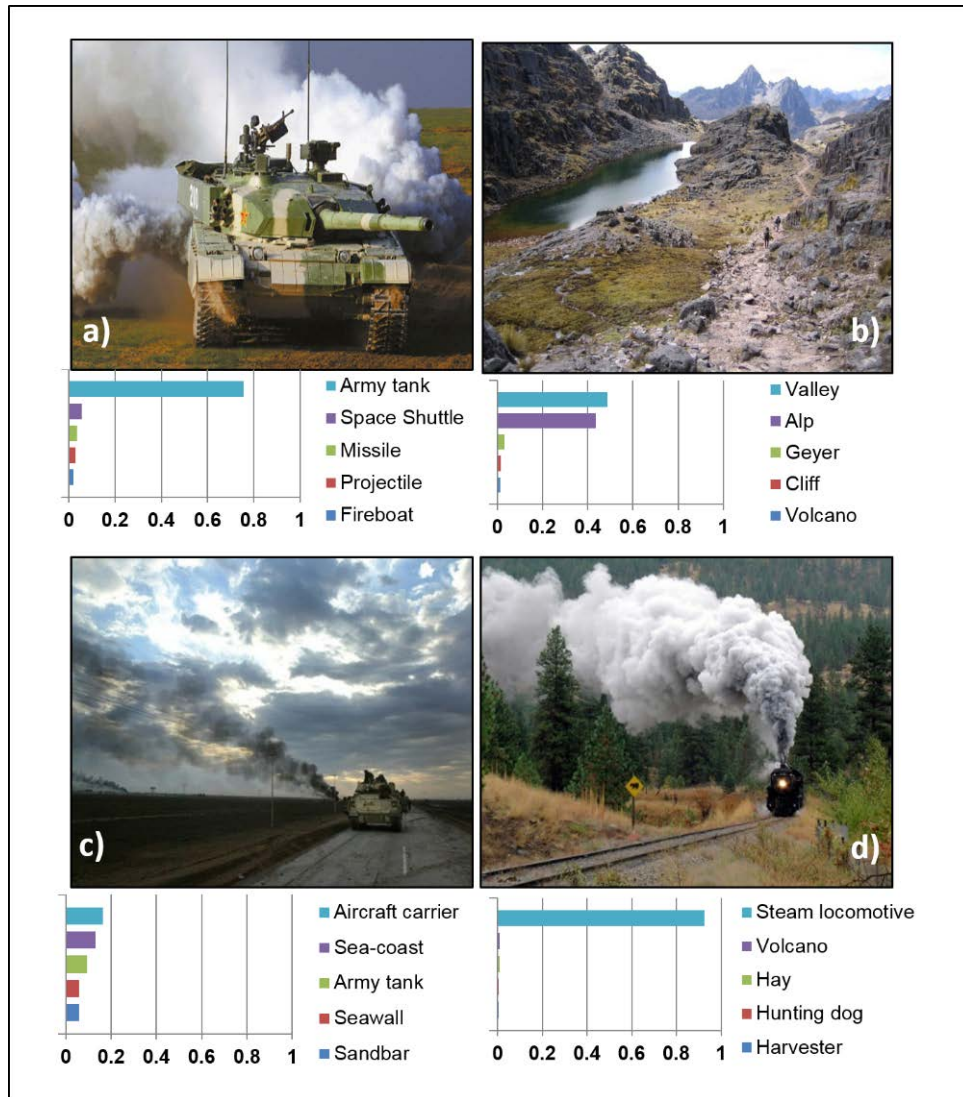 210
a)
b)
Army tank
Space Shuttle
Missile
Projectile
Fireboat
0 0.2 0.4 0.6 0.8 1
Valley
Alp
Geyer
Cliff
Volcano
0 0.2 0.4 0.6 0.8 1
c)
d)
Aircraft carrier
Sea-coast
Army tank
Seawall
Sandbar
0 0.2 0.4 0.6 0.8 1
Steam locomotive
Volcano
Hay
Hunting dog
Harvester
0 0.2 0.4 0.6 0.8 1